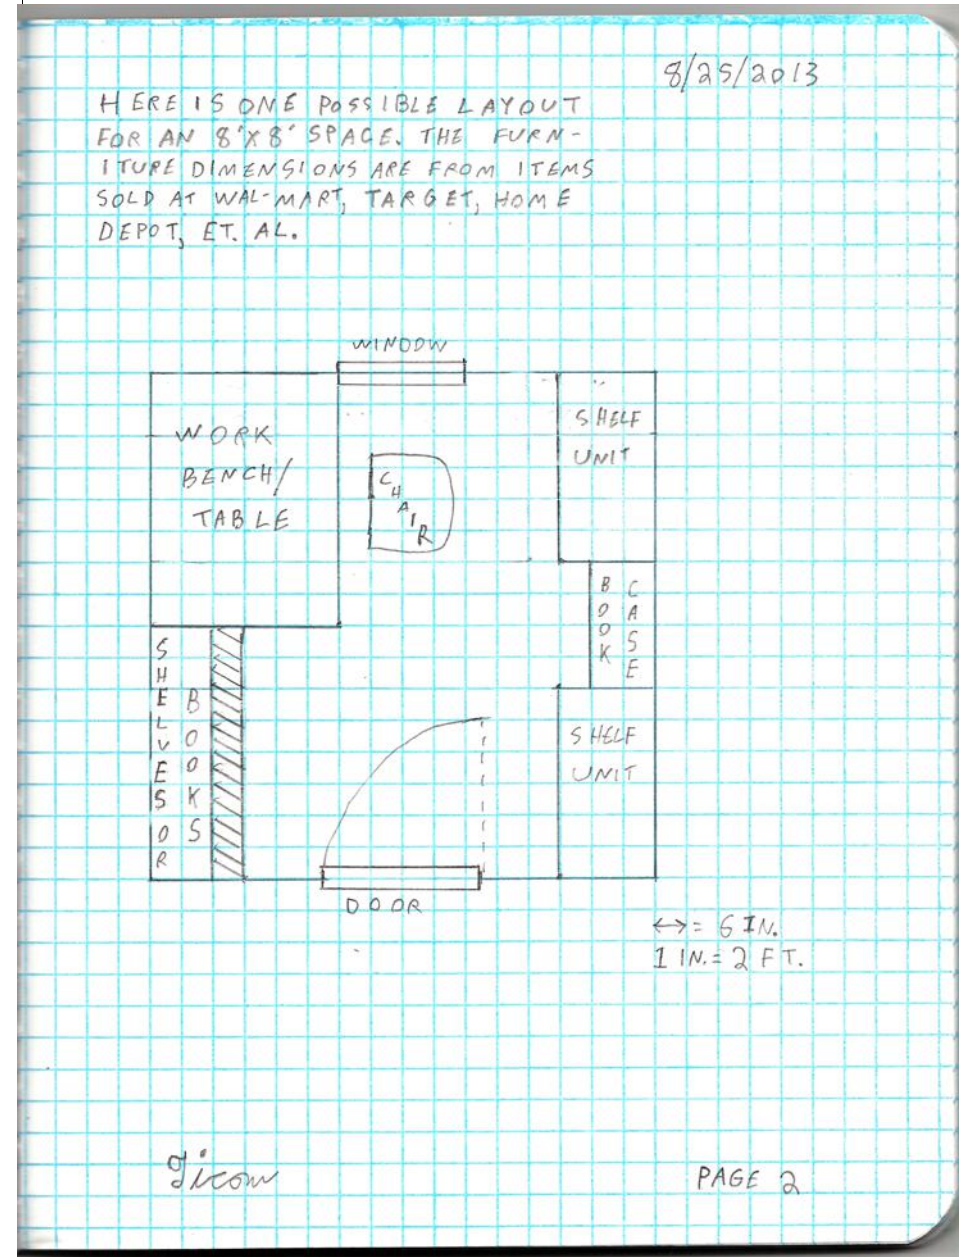 8/25/2013
HERE IS ONE POSSIBLE LAYOUT
FOR AN 8'X8' SPACE. THE FURN-
ITURE DIMENSIONS ARE FROM ITEMS
SOLD AT WAL-MART, TARGET, HOME
DEPOT, ET. AL.
WINDOW
WORK
BENCH/
TABLE
CHAIR
SHELF
UNIT
BOOK
CASE
SHELVES OR
BOOKS
SHELF
UNIT
DOOR
↔ = 6 IN.
1 IN. = 2 FT.
Ticom
PAGE 2